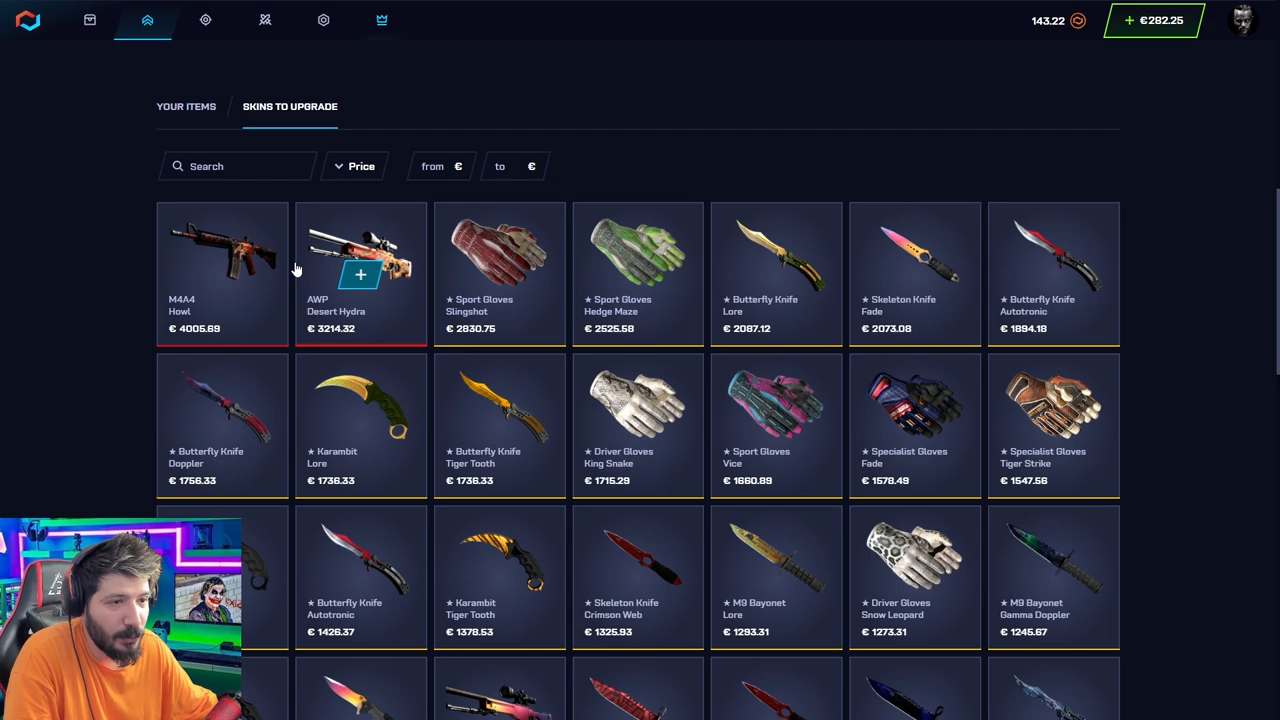 143.22
+ €282.25
YOUR ITEMS
SKINS TO UPGRADE
Search
Price
from €
to €
M4A4
Howl
€ 4005.69
+
AWP
Desert Hydra
€ 3214.32
★ Sport Gloves
Slingshot
€ 2830.75
★ Sport Gloves
Hedge Maze
€ 2525.58
★ Butterfly Knife
Lore
€ 2087.12
★ Skeleton Knife
Fade
€ 2073.08
★ Butterfly Knife
Autotronic
€ 1894.18
★ Butterfly Knife
Doppler
€ 1756.33
★ Karambit
Lore
€ 1736.33
★ Butterfly Knife
Tiger Tooth
€ 1736.33
★ Driver Gloves
King Snake
€ 1715.29
★ Sport Gloves
Vice
€ 1660.89
★ Specialist Gloves
Fade
€ 1578.49
★ Specialist Gloves
Tiger Strike
€ 1547.56
★ Butterfly Knife
Autotronic
€ 1426.37
★ Karambit
Tiger Tooth
€ 1378.53
★ Skeleton Knife
Crimson Web
€ 1325.93
★ M9 Bayonet
Lore
€ 1293.31
★ Driver Gloves
Snow Leopard
€ 1273.31
★ M9 Bayonet
Gamma Doppler
€ 1245.67